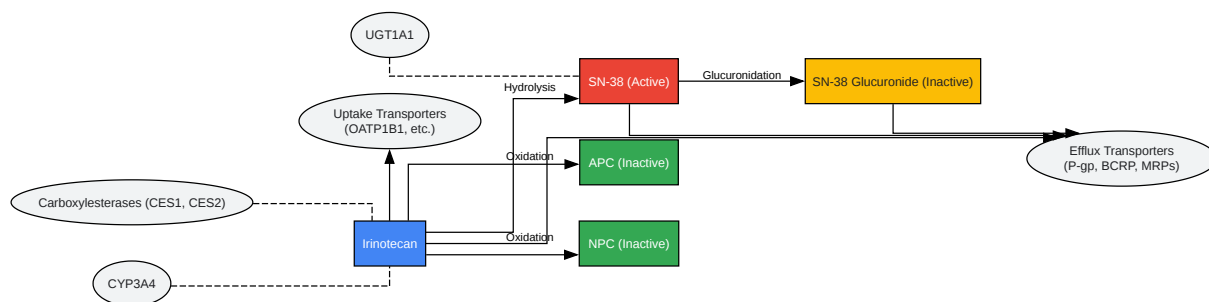 UGT1A1
SN-38 (Active)
Glucuronidation
SN-38 Glucuronide (Inactive)
Hydrolysis
Uptake Transporters
(OATP1B1, etc.)
Oxidation
APC (Inactive)
Efflux Transporters
(P-gp, BCRP, MRPs)
Carboxylesterases (CES1, CES2)
Irinotecan
Oxidation
NPC (Inactive)
CYP3A4